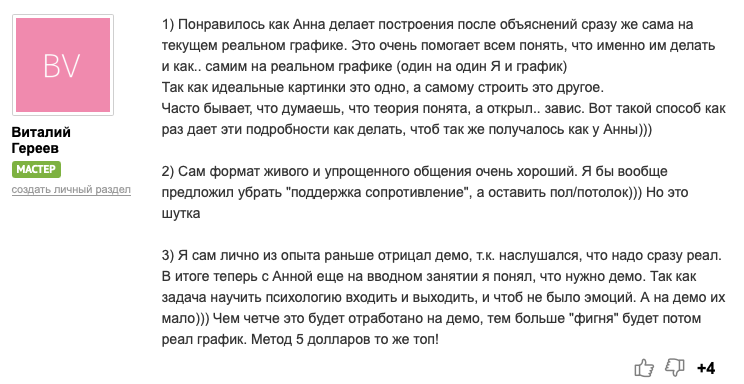 BV
Виталий
Гереев
МАСТЕР
создать личный раздел
1) Понравилось как Анна делает построения после объяснений сразу же сама на
текущем реальном графике. Это очень помогает всем понять, что именно им делать
и как.. самим на реальном графике (один на один Я и график)
Так как идеальные картинки это одно, а самому строить это другое.
Часто бывает, что думаешь, что теория понята, а открыл.. завис. Вот такой способ как
раз дает эти подробности как делать, чтоб так же получалось как у Анны)))
2) Сам формат живого и упрощенного общения очень хороший. Я бы вообще
предложил убрать "поддержка сопротивление", а оставить пол/потолок))) Но это
шутка
3) Я сам лично из опыта раньше отрицал демо, т.к. наслушался, что надо сразу реал.
В итоге теперь с Анной еще на вводном занятии я понял, что нужно демо. Так как
задача научить психологию входить и выходить, и чтоб не было эмоций. А на демо их
мало))) Чем четче это будет отработано на демо, тем больше "фигня" будет потом
реал график. Метод 5 долларов то же топ!
+4